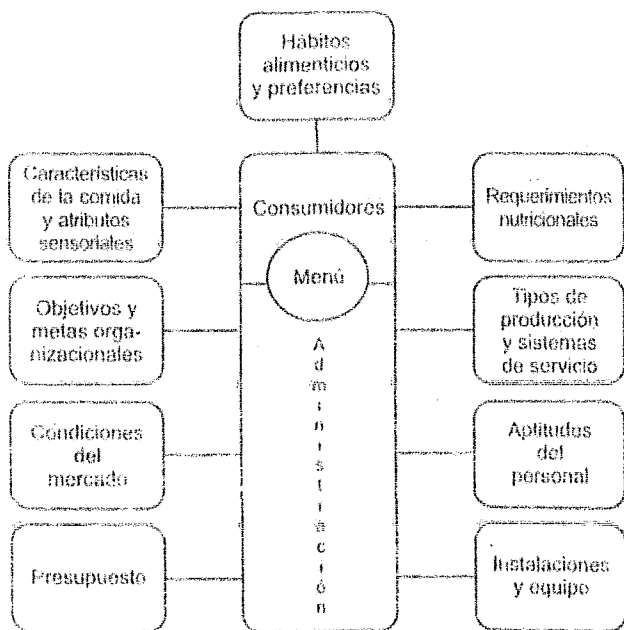 Hábitos
alimenticios
y preferencias
Características
de la comida
y atributos
sensoriales
Consumidores
Requerimientos
nutricionales
Menú
Objetivos y
metas orga-
nizacionales
Tipos de
producción
y sistemas
de servicio
Administración
Condiciones
del
mercado
Aptitudes
del
personal
Presupuesto
Instalaciones
y equipo